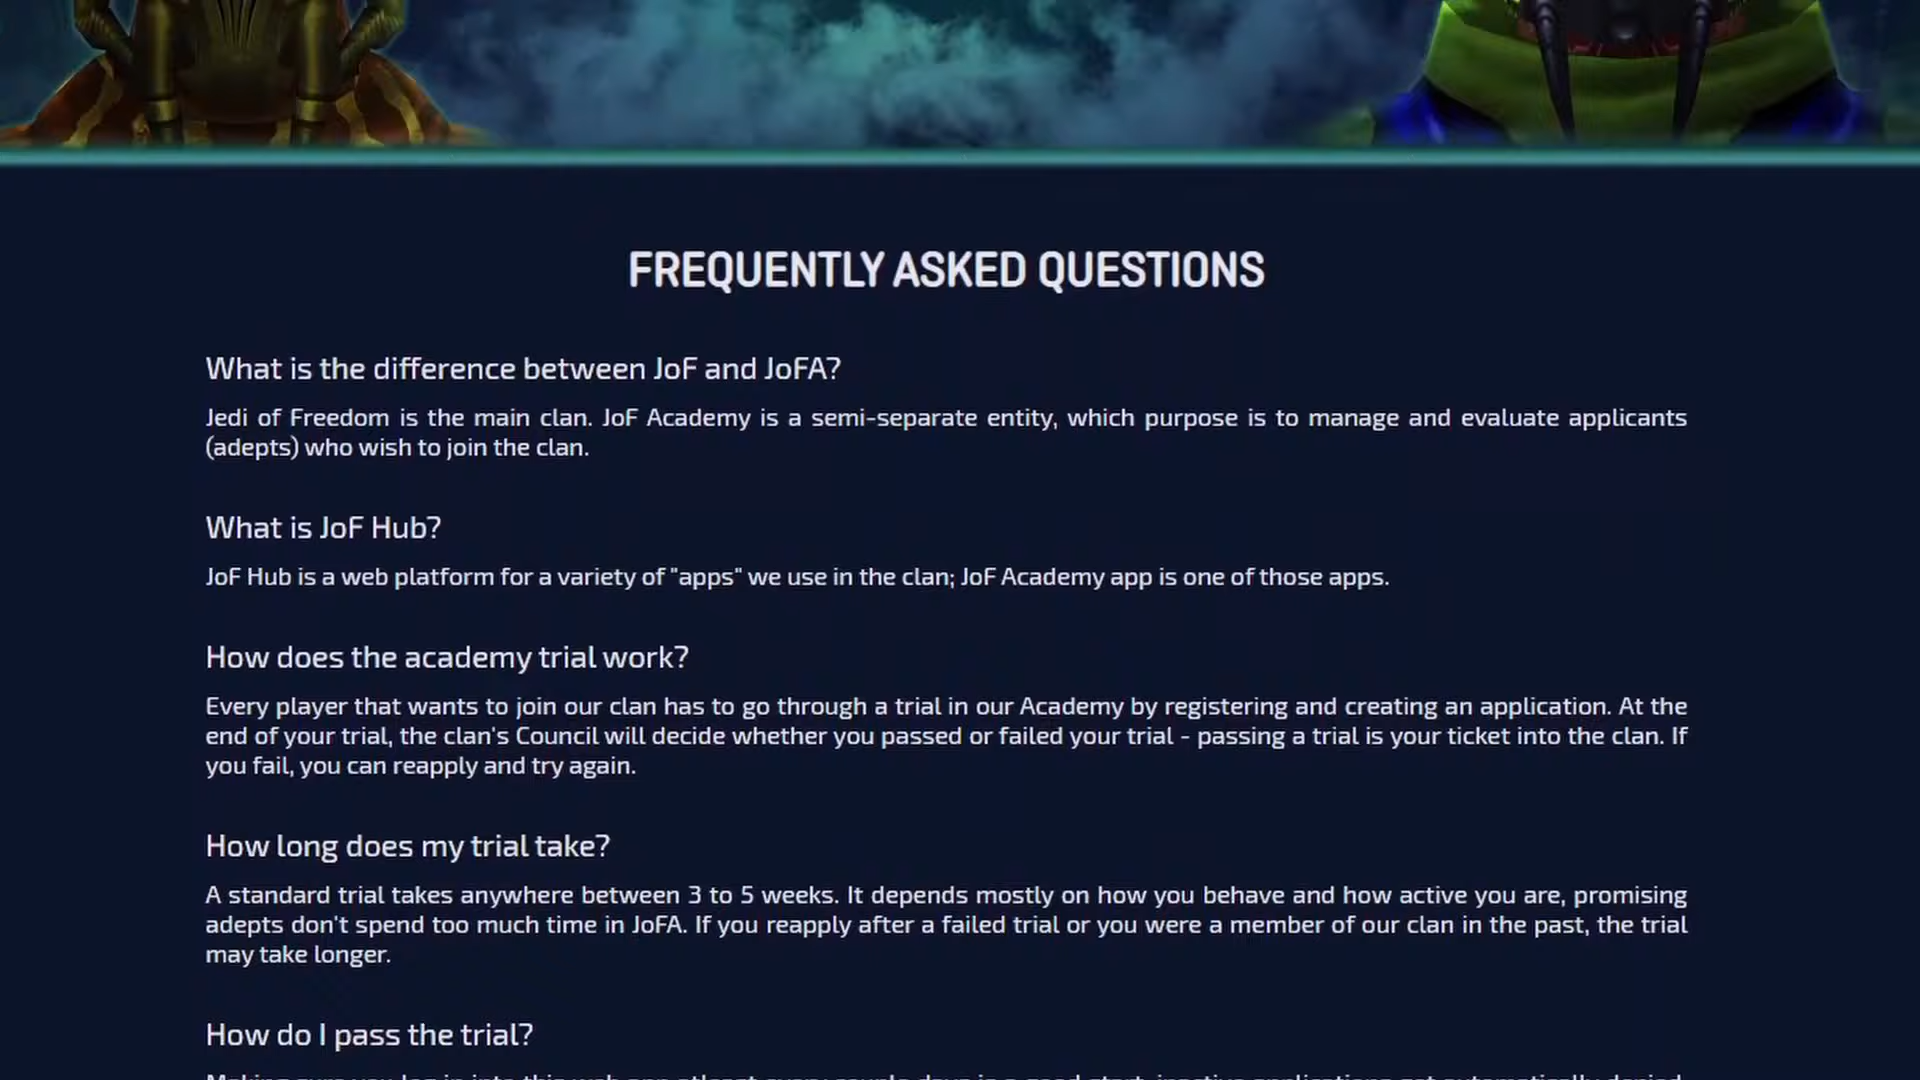 FREQUENTLY ASKED QUESTIONS
What is the difference between JoF and JoFA?
Jedi of Freedom is the main clan. JoF Academy is a semi-separate entity, which purpose is to manage and evaluate applicants
(adepts) who wish to join the clan.
What is JoF Hub?
JoF Hub is a web platform for a variety of "apps" we use in the clan; JoF Academy app is one of those apps.
How does the academy trial work?
Every player that wants to join our clan has to go through a trial in our Academy by registering and creating an application. At the
end of your trial, the clan's Council will decide whether you passed or failed your trial - passing a trial is your ticket into the clan. If
you fail, you can reapply and try again.
How long does my trial take?
A standard trial takes anywhere between 3 to 5 weeks. It depends mostly on how you behave and how active you are, promising
adepts don't spend too much time in JoFA. If you reapply after a failed trial or you were a member of our clan in the past, the trial
may take longer.
How do I pass the trial?